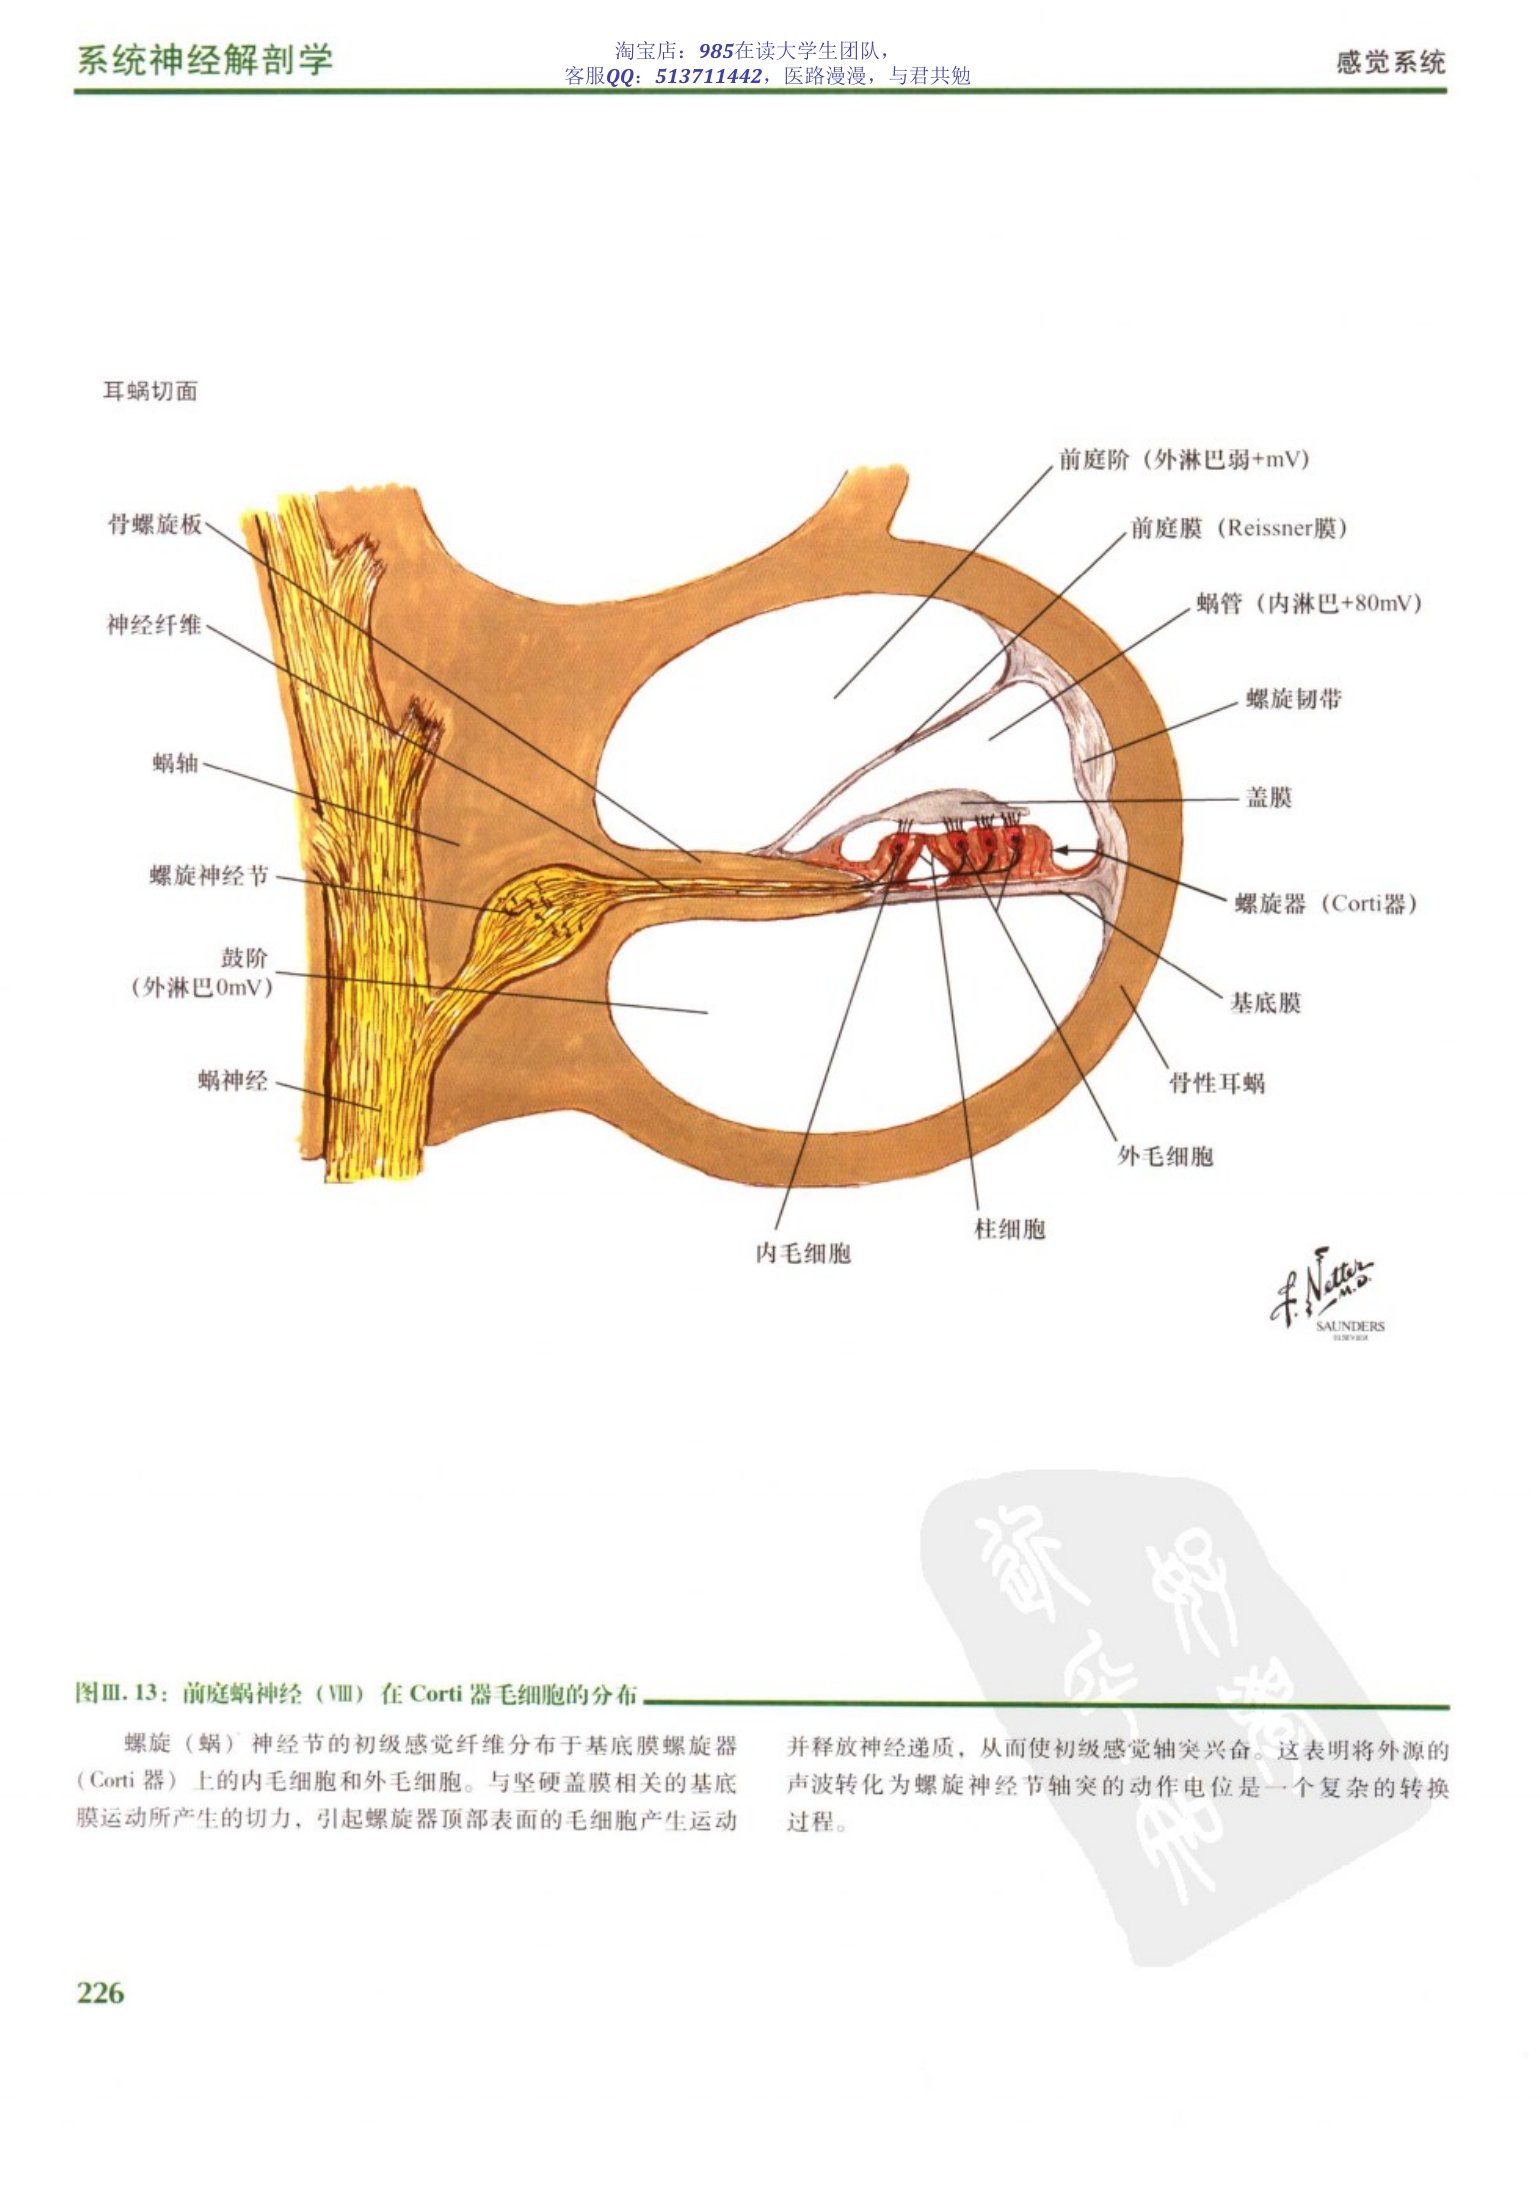 系统神经解剖学
淘宝店：985在读大学生团队，
客服QQ：513711442，医路漫漫，与君共勉
感觉系统
耳蜗切面
前庭阶（外淋巴弱+mV）
骨螺旋板
前庭膜（Reissner膜）
蜗管（内淋巴+80mV）
神经纤维
螺旋韧带
蜗轴
盖膜
螺旋神经节
螺旋器（Corti器）
鼓阶
（外淋巴0mV）
基底膜
蜗神经
骨性耳蜗
外毛细胞
柱细胞
内毛细胞
F. Netter M.D.
SAUNDERS
ELSEVIER
图Ⅲ. 13：前庭蜗神经（Ⅷ）在 Corti 器毛细胞的分布
螺旋（蜗）神经节的初级感觉纤维分布于基底膜螺旋器
（Corti 器）上的内毛细胞和外毛细胞。与坚硬盖膜相关的基底
膜运动所产生的切力，引起螺旋器顶部表面的毛细胞产生运动
并释放神经递质，从而使初级感觉轴突兴奋。这表明将外源的
声波转化为螺旋神经节轴突的动作电位是一个复杂的转换
过程。
226